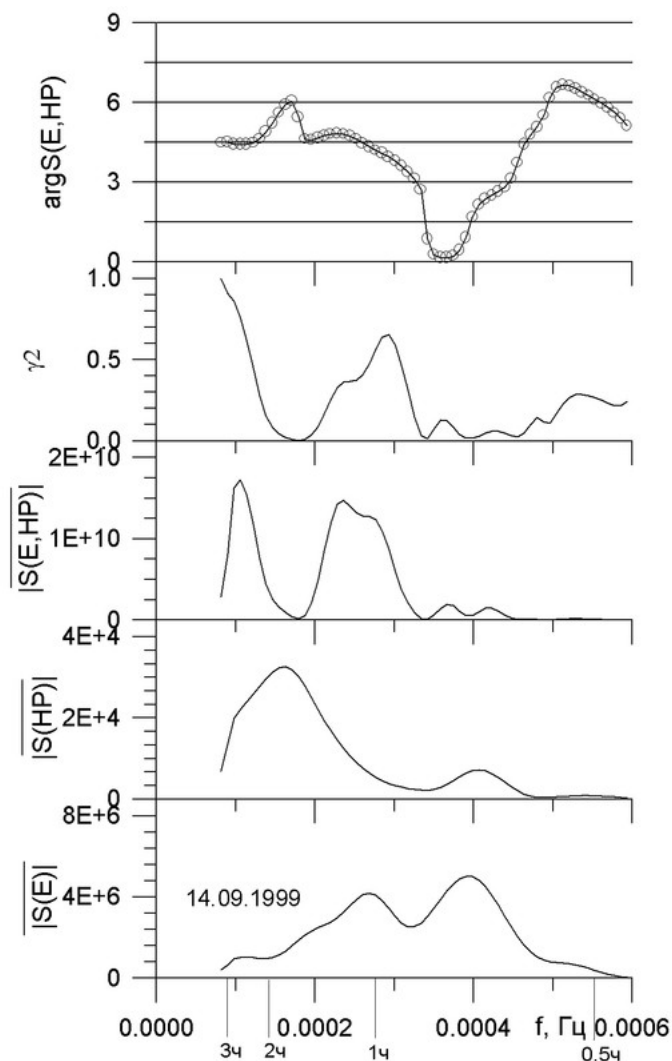 9
6
3
0
argS(E,HP)
1.0
0.5
0.0
γ2
2E+10
1E+10
0
|S(E,HP)|
4E+4
2E+4
0
|S(HP)|
8E+6
4E+6
0
|S(E)|
14.09.1999
0.0000 0.0002 0.0004 f, Гц 0.0006
3ч 2ч 1ч 0.5ч